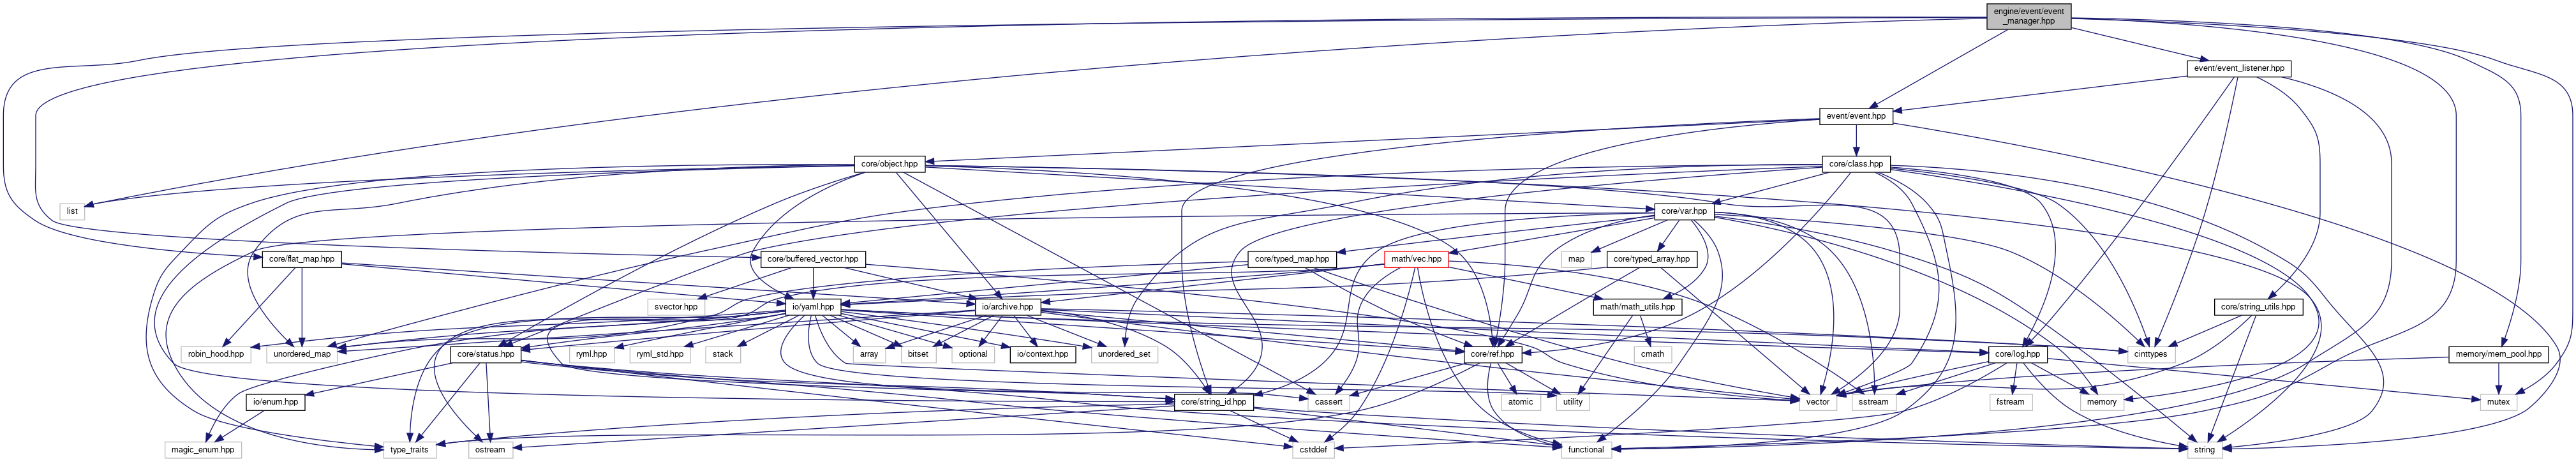 engine/event/event
_manager.hpp
event/event_listener.hpp
event/event.hpp
core/object.hpp
core/class.hpp
list
core/var.hpp
core/flat_map.hpp
core/buffered_vector.hpp
core/typed_map.hpp
math/vec.hpp
map
core/typed_array.hpp
svector.hpp
io/yaml.hpp
io/archive.hpp
math/math_utils.hpp
core/string_utils.hpp
robin_hood.hpp
unordered_map
core/status.hpp
ryml.hpp
ryml_std.hpp
stack
array
bitset
optional
io/context.hpp
unordered_set
core/ref.hpp
cmath
core/log.hpp
cinttypes
memory/mem_pool.hpp
io/enum.hpp
core/string_id.hpp
cassert
atomic
utility
vector
sstream
fstream
memory
mutex
magic_enum.hpp
type_traits
ostream
cstddef
functional
string